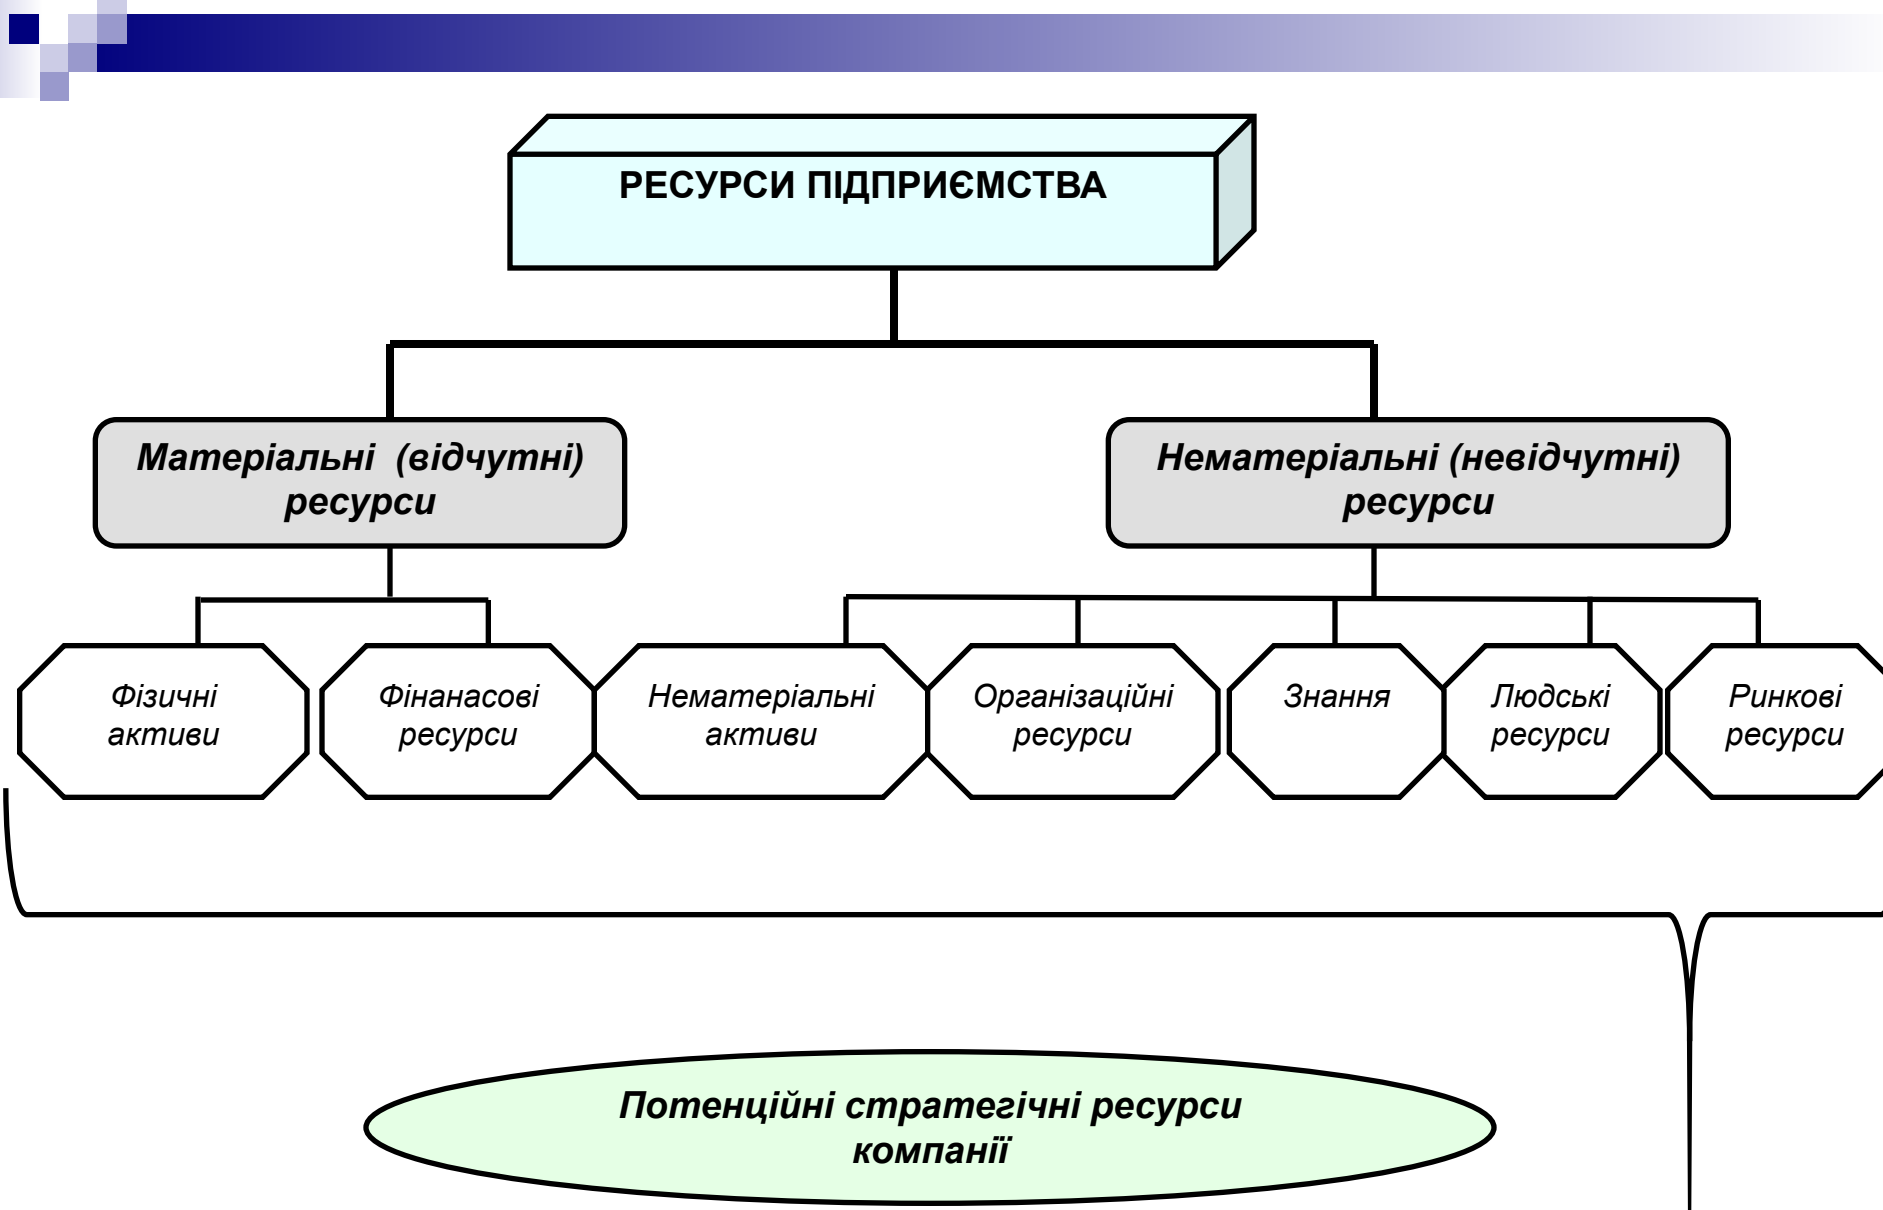 РЕСУРСИ ПІДПРИЄМСТВА
Матеріальні (відчутні)
ресурси
Нематеріальні (невідчутні)
ресурси
Фізичні
активи
Фінанасові
ресурси
Нематеріальні
активи
Організаційні
ресурси
Знання
Людські
ресурси
Ринкові
ресурси
Потенційні стратегічні ресурси
компанії